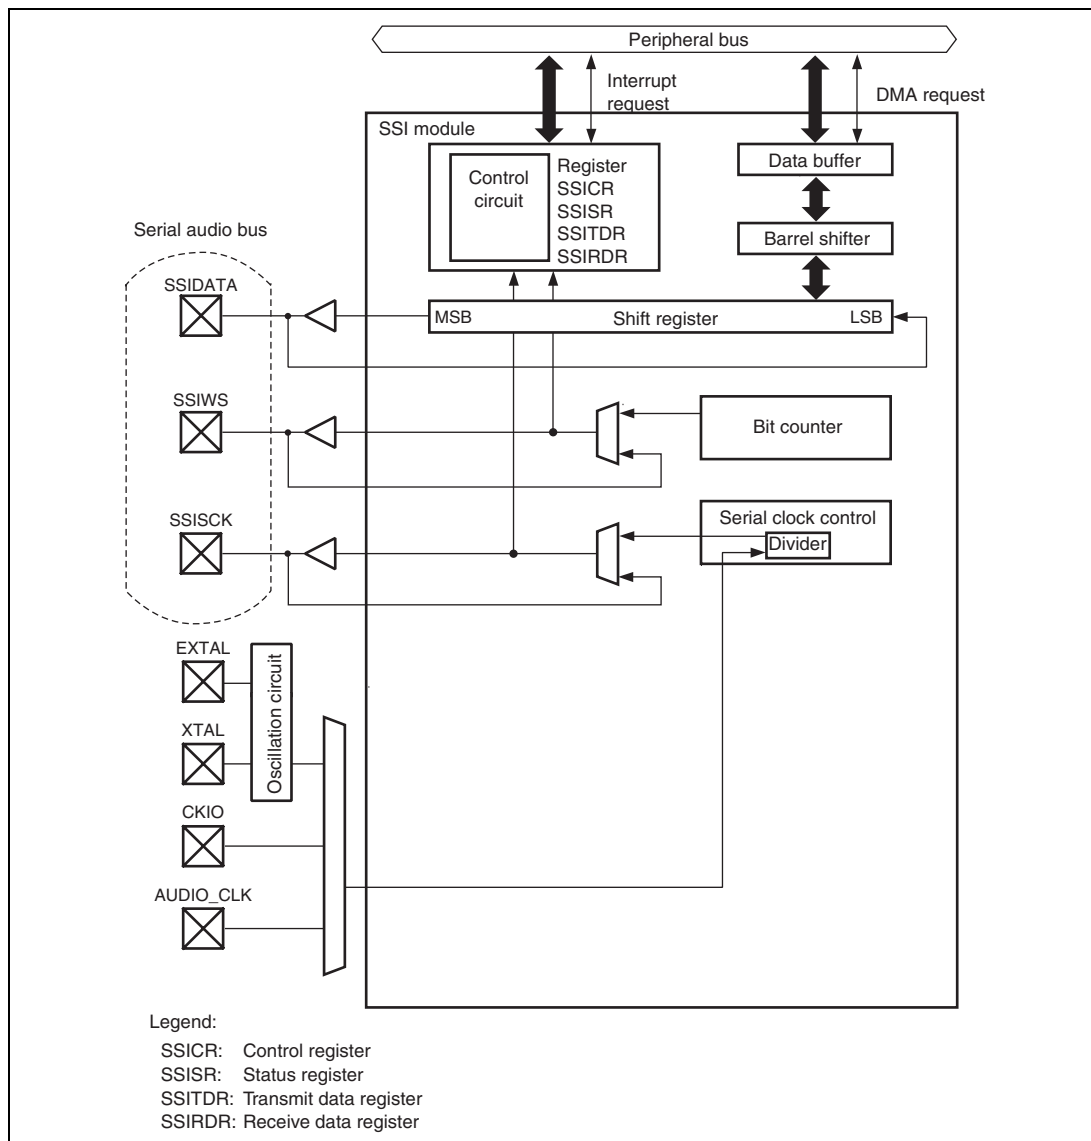 Peripheral bus
Interrupt
request
DMA request
SSI module
Control
circuit
Register
SSICR
SSISR
SSITDR
SSIRDR
Data buffer
Barrel shifter
Serial audio bus
SSIDATA
MSB
Shift register
LSB
SSIWS
Bit counter
SSISCK
Serial clock control
Divider
EXTAL
XTAL
Oscillation circuit
CKIO
AUDIO_CLK
Legend:
SSICR: Control register
SSISR: Status register
SSITDR: Transmit data register
SSIRDR: Receive data register